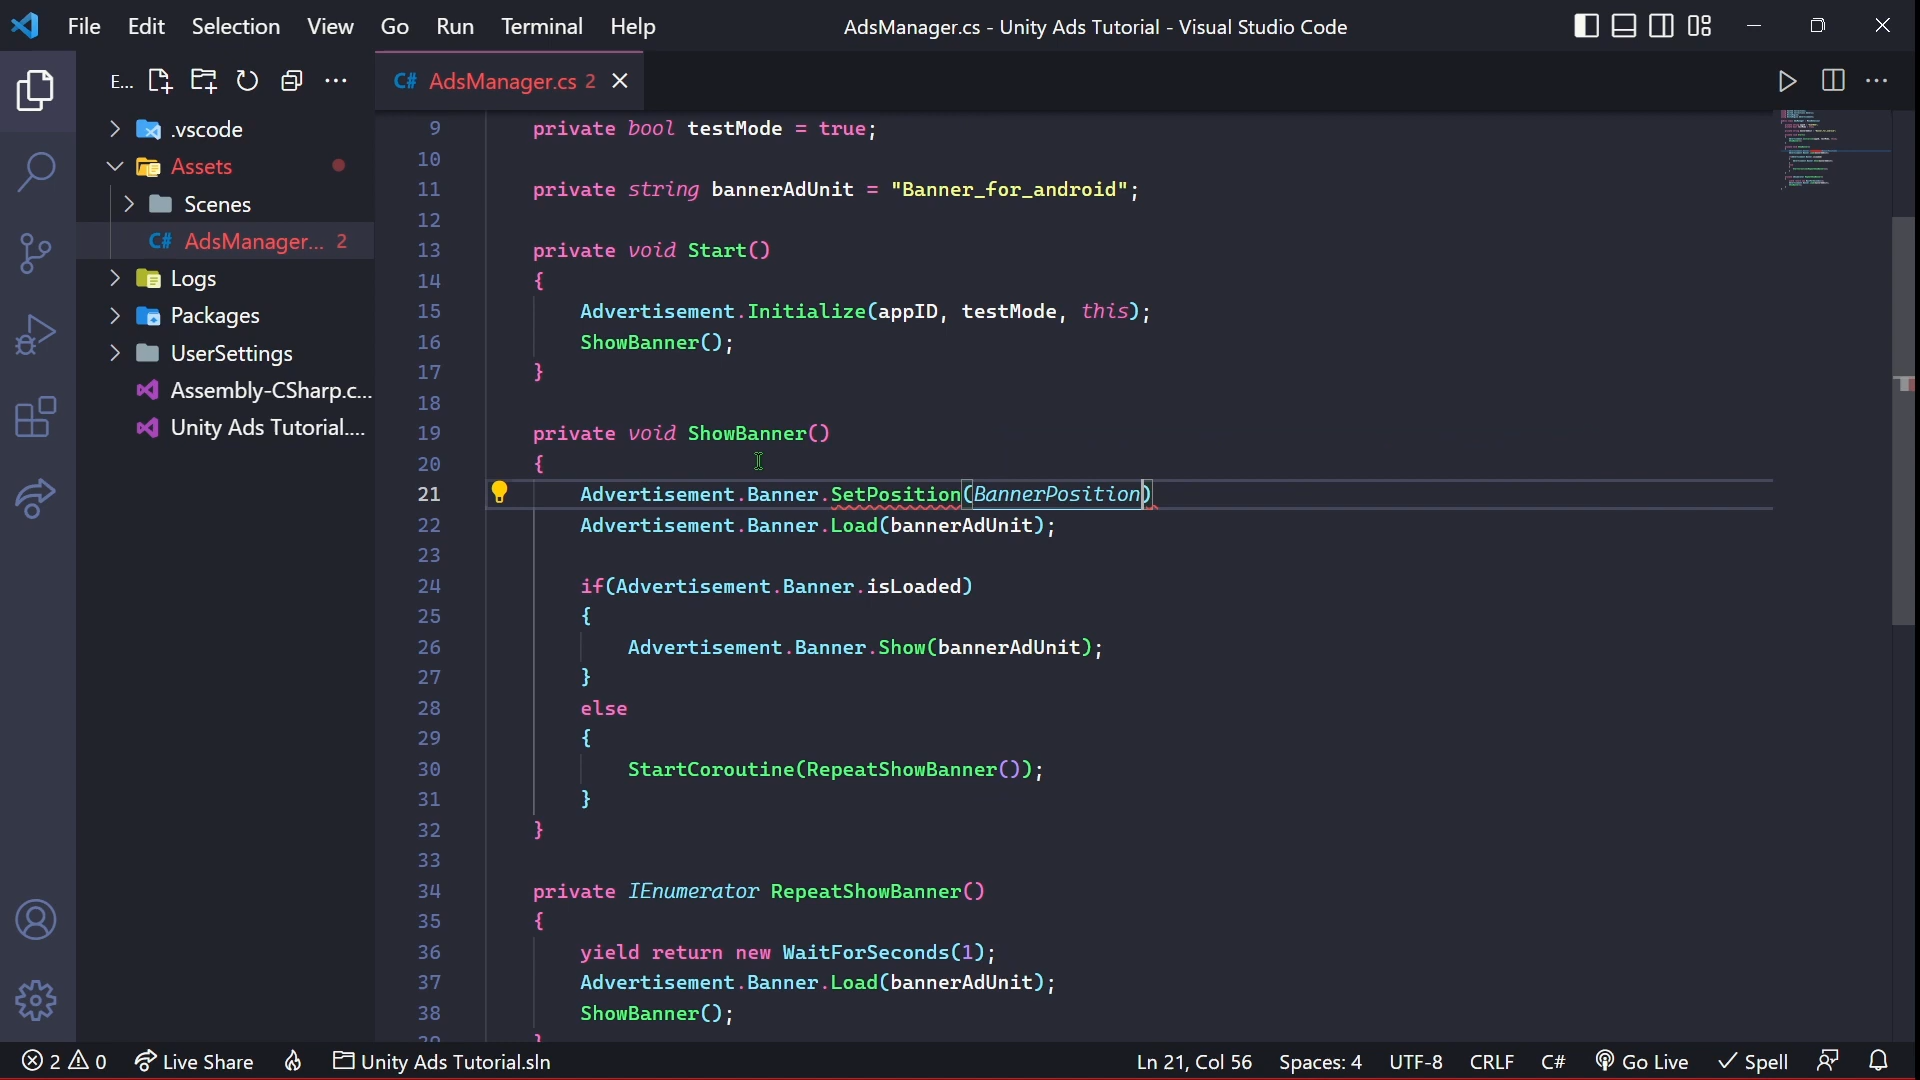 File Edit Selection View Go Run Terminal Help
AdsManager.cs - Unity Ads Tutorial - Visual Studio Code
E...
C# AdsManager.cs 2
.vscode
Assets
Scenes
C# AdsManager... 2
Logs
Packages
UserSettings
Assembly-CSharp.c...
Unity Ads Tutorial....
9 private bool testMode = true;
10
11 private string bannerAdUnit = "Banner_for_android";
12
13 private void Start()
14 {
15 Advertisement.Initialize(appID, testMode, this);
16 ShowBanner();
17 }
18
19 private void ShowBanner()
20 {
21 Advertisement.Banner.SetPosition(BannerPosition)
22 Advertisement.Banner.Load(bannerAdUnit);
23
24 if(Advertisement.Banner.isLoaded)
25 {
26 Advertisement.Banner.Show(bannerAdUnit);
27 }
28 else
29 {
30 StartCoroutine(RepeatShowBanner());
31 }
32 }
33
34 private IEnumerator RepeatShowBanner()
35 {
36 yield return new WaitForSeconds(1);
37 Advertisement.Banner.Load(bannerAdUnit);
38 ShowBanner();
39 }
2 0 Live Share Unity Ads Tutorial.sln Ln 21, Col 56 Spaces: 4 UTF-8 CRLF C# Go Live Spell